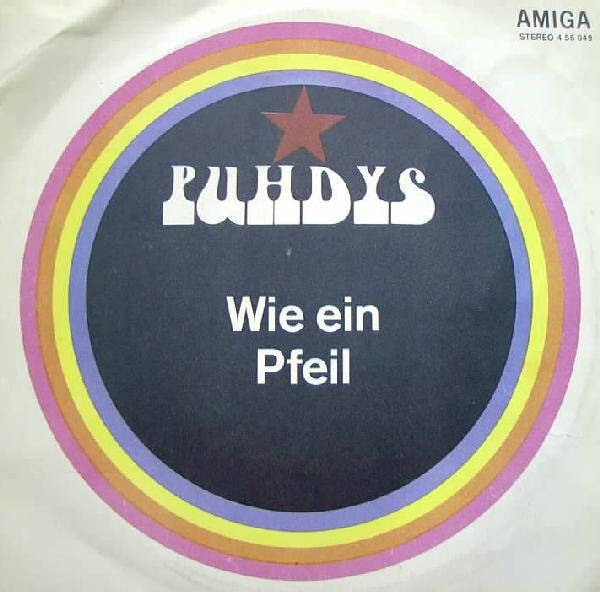 AMIGA
STEREO 4 56 049
PUHDYS
Wie ein
Pfeil